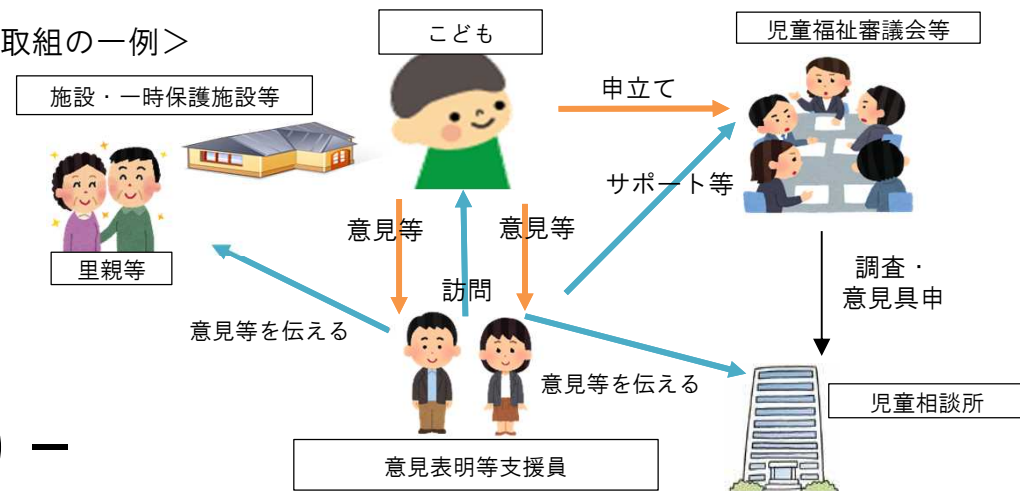 取組の一例＞
こども
児童福祉審議会等
施設・一時保護施設等
申立て
サポート等
意見等
意見等
里親等
訪問
調査・
意見具申
意見等を伝える
意見等を伝える
児童相談所
意見表明等支援員